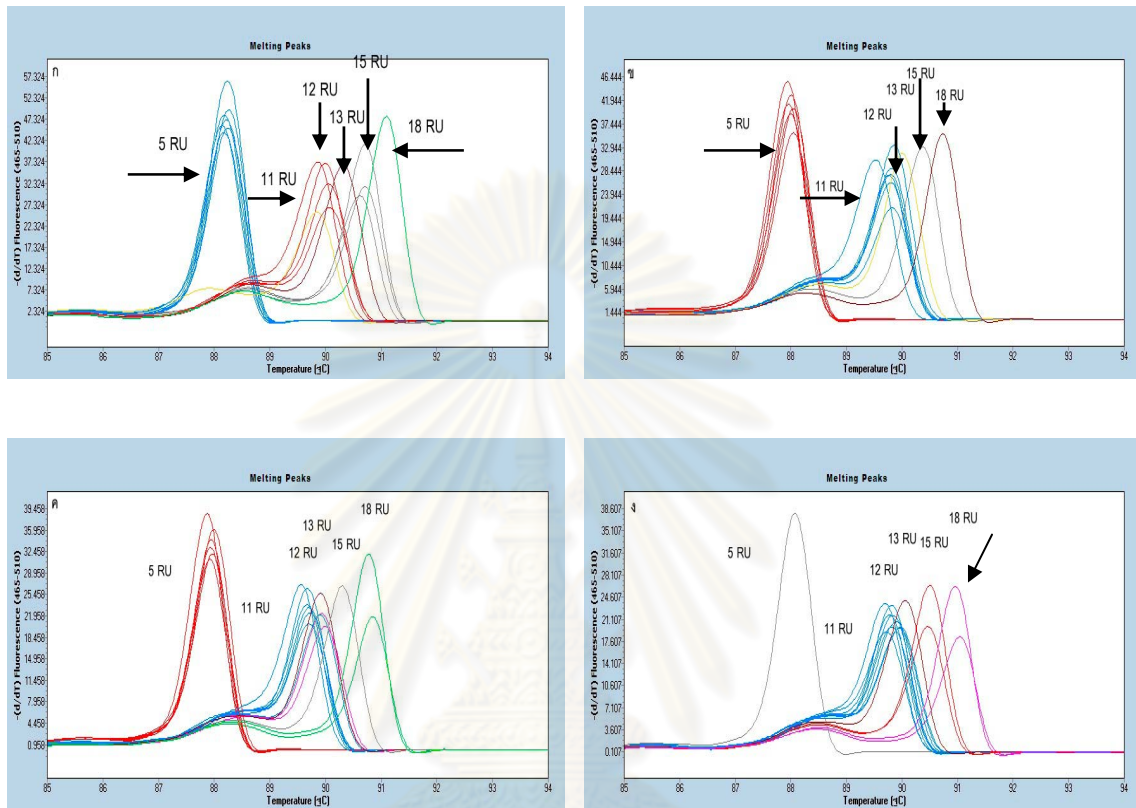 Melting Peaks
ก
-(d/dT) Fluorescence (465-510)
57.324
52.324
47.324
42.324
37.324
32.324
27.324
22.324
17.324
12.324
7.324
2.324
5 RU
11 RU
12 RU
13 RU
15 RU
18 RU
85 86 87 88 89 90 91 92 93 94
Temperature (ฐC)
Melting Peaks
ข
-(d/dT) Fluorescence (465-510)
46.444
41.944
37.444
32.944
28.444
23.944
19.444
14.944
10.444
5.944
1.444
5 RU
11 RU
12 RU
13 RU
15 RU
18 RU
85 86 87 88 89 90 91 92 93 94
Temperature (ฐC)
Melting Peaks
ค
-(d/dT) Fluorescence (465-510)
39.458
35.958
32.458
28.958
25.458
21.958
18.458
14.958
11.458
7.958
4.458
0.958
5 RU
11 RU
12 RU
13 RU
15 RU
18 RU
85 86 87 88 89 90 91 92 93 94
Temperature (ฐC)
Melting Peaks
ง
-(d/dT) Fluorescence (465-510)
38.607
35.107
31.607
28.107
24.607
21.107
17.607
14.107
10.607
7.107
3.607
0.107
5 RU
11 RU
12 RU
13 RU
15 RU
18 RU
85 86 87 88 89 90 91 92 93 94
Temperature (ฐC)